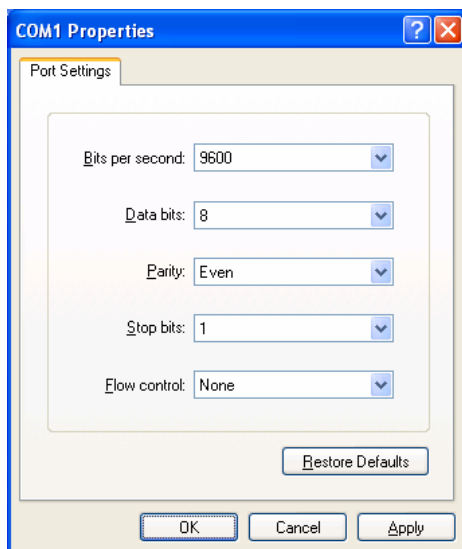 COM1 Properties
Port Settings
Bits per second: 9600
Data bits: 8
Parity: Even
Stop bits: 1
Flow control: None
Restore Defaults
OK Cancel Apply